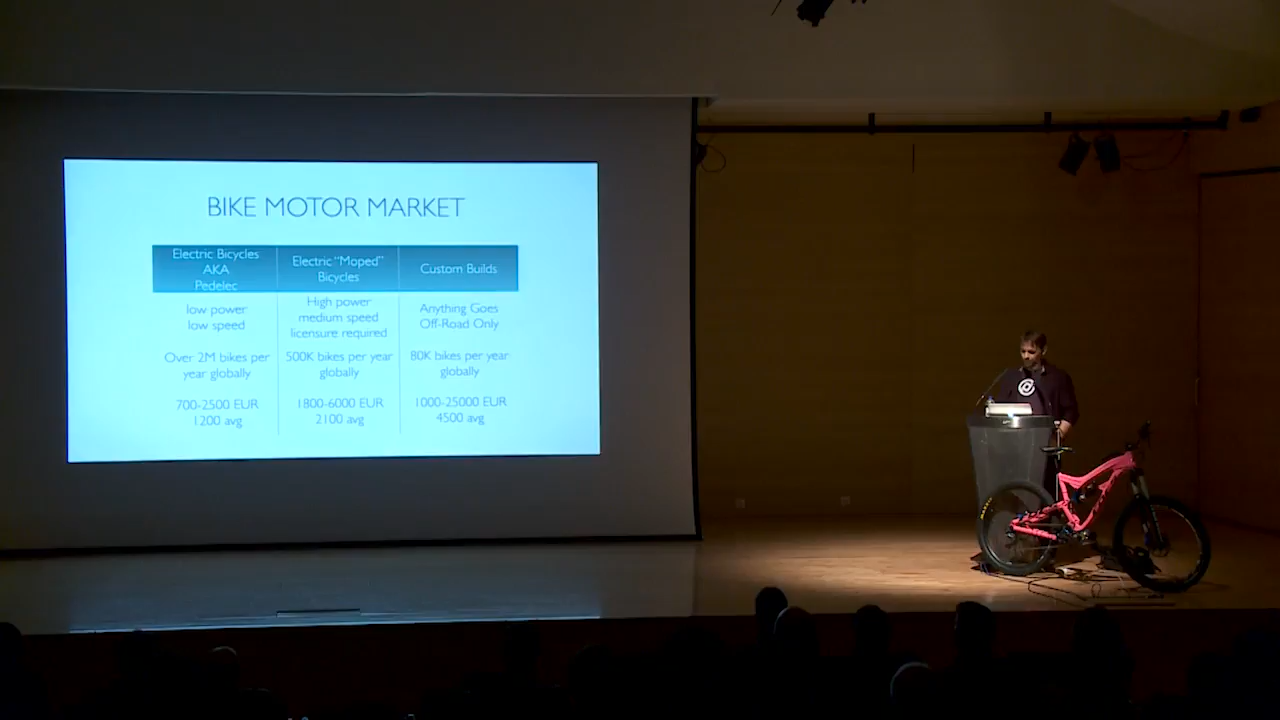 BIKE MOTOR MARKET
Electric Bicycles
AKA
Pedelec
Electric "Moped"
Bicycles
Custom Builds
low power
low speed
High power
medium speed
licensure required
Anything Goes
Off-Road Only
Over 2M bikes per
year globally
500K bikes per year
globally
80K bikes per year
globally
700-2500 EUR
1200 avg
1800-6000 EUR
2100 avg
1000-25000 EUR
4500 avg